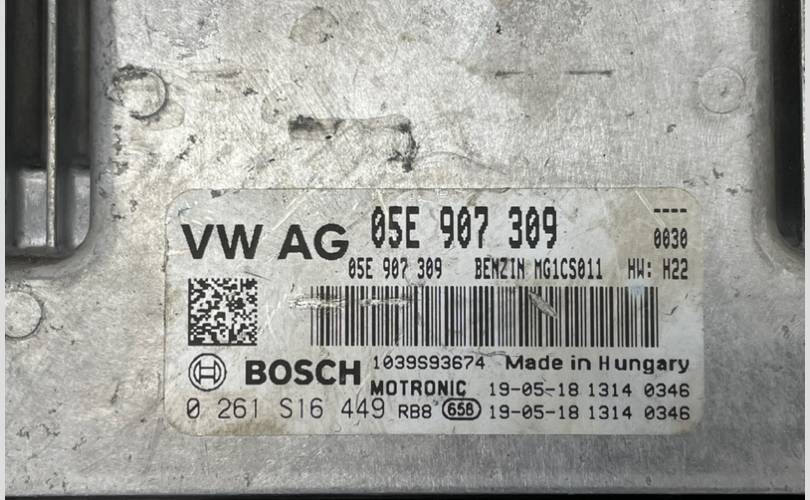 VW AG 05E 907 309 ----
0030
05E 907 309 BENZIN MG1CS011 HW: H22
BOSCH 1039S93674 Made in Hungary
MOTRONIC 19-05-18 1314 0346
0 261 S16 449 RB8 658 19-05-18 1314 0346